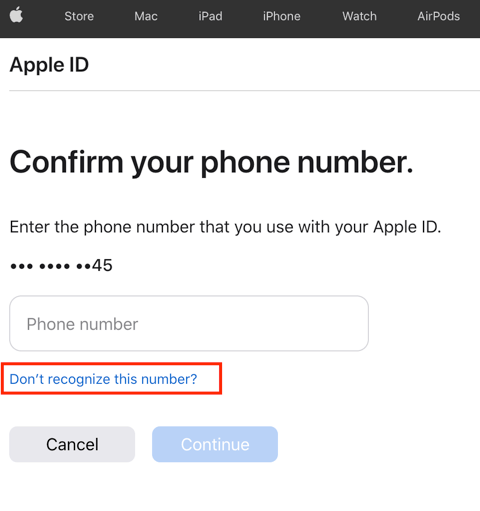 Store Mac iPad iPhone Watch AirPods
Apple ID
Confirm your phone number.
Enter the phone number that you use with your Apple ID.
••• •••• ••45
Phone number
Don’t recognize this number?
Cancel Continue